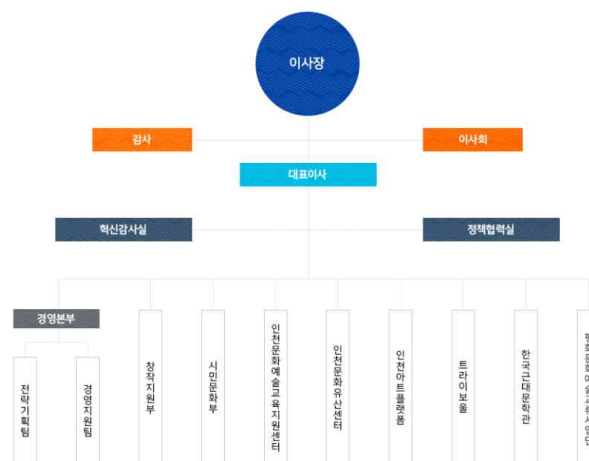 이사장
감사
이사회
대표이사
혁신감사실
정책협력실
경영본부
전략기획팀
경영지원팀
창작지원부
시민문화부
인천문화예술교육지원센터
인천문화유산센터
인천아트플랫폼
트라이보울
한국근대문학관